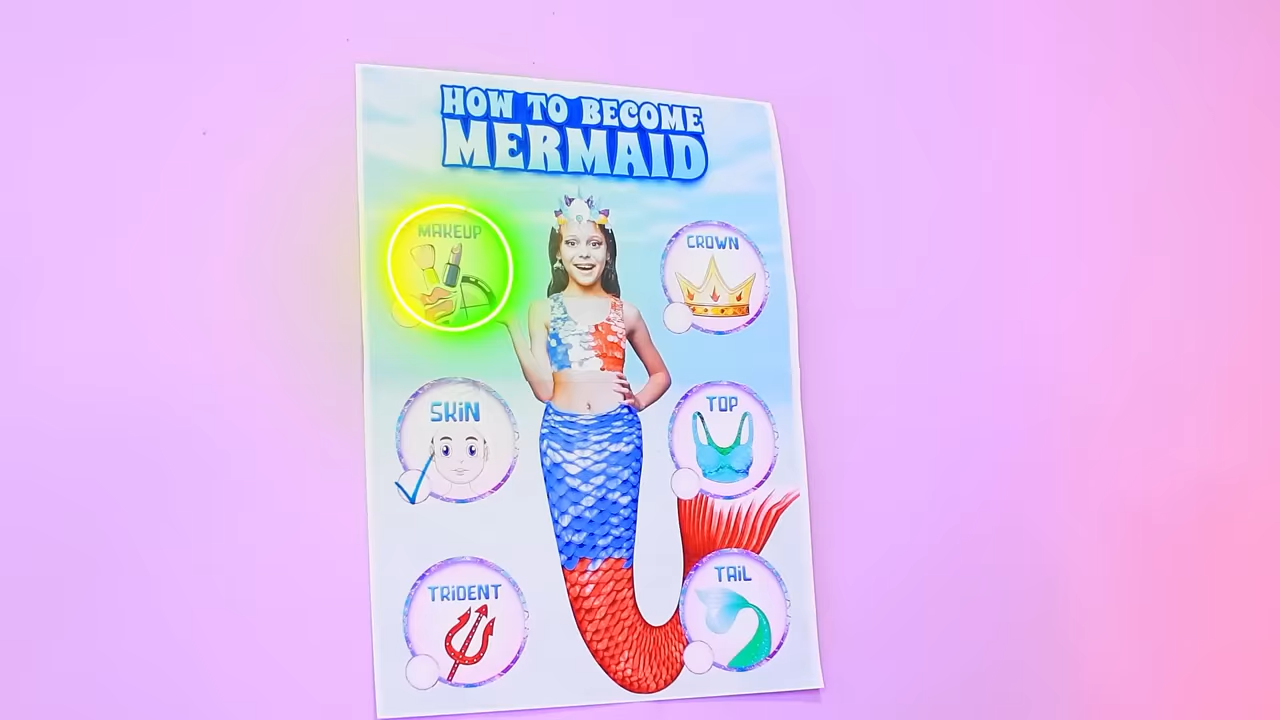 HOW TO BECOME
MERMAID
MAKEUP
CROWN
SKiN
TOP
TRiDENT
TAiL